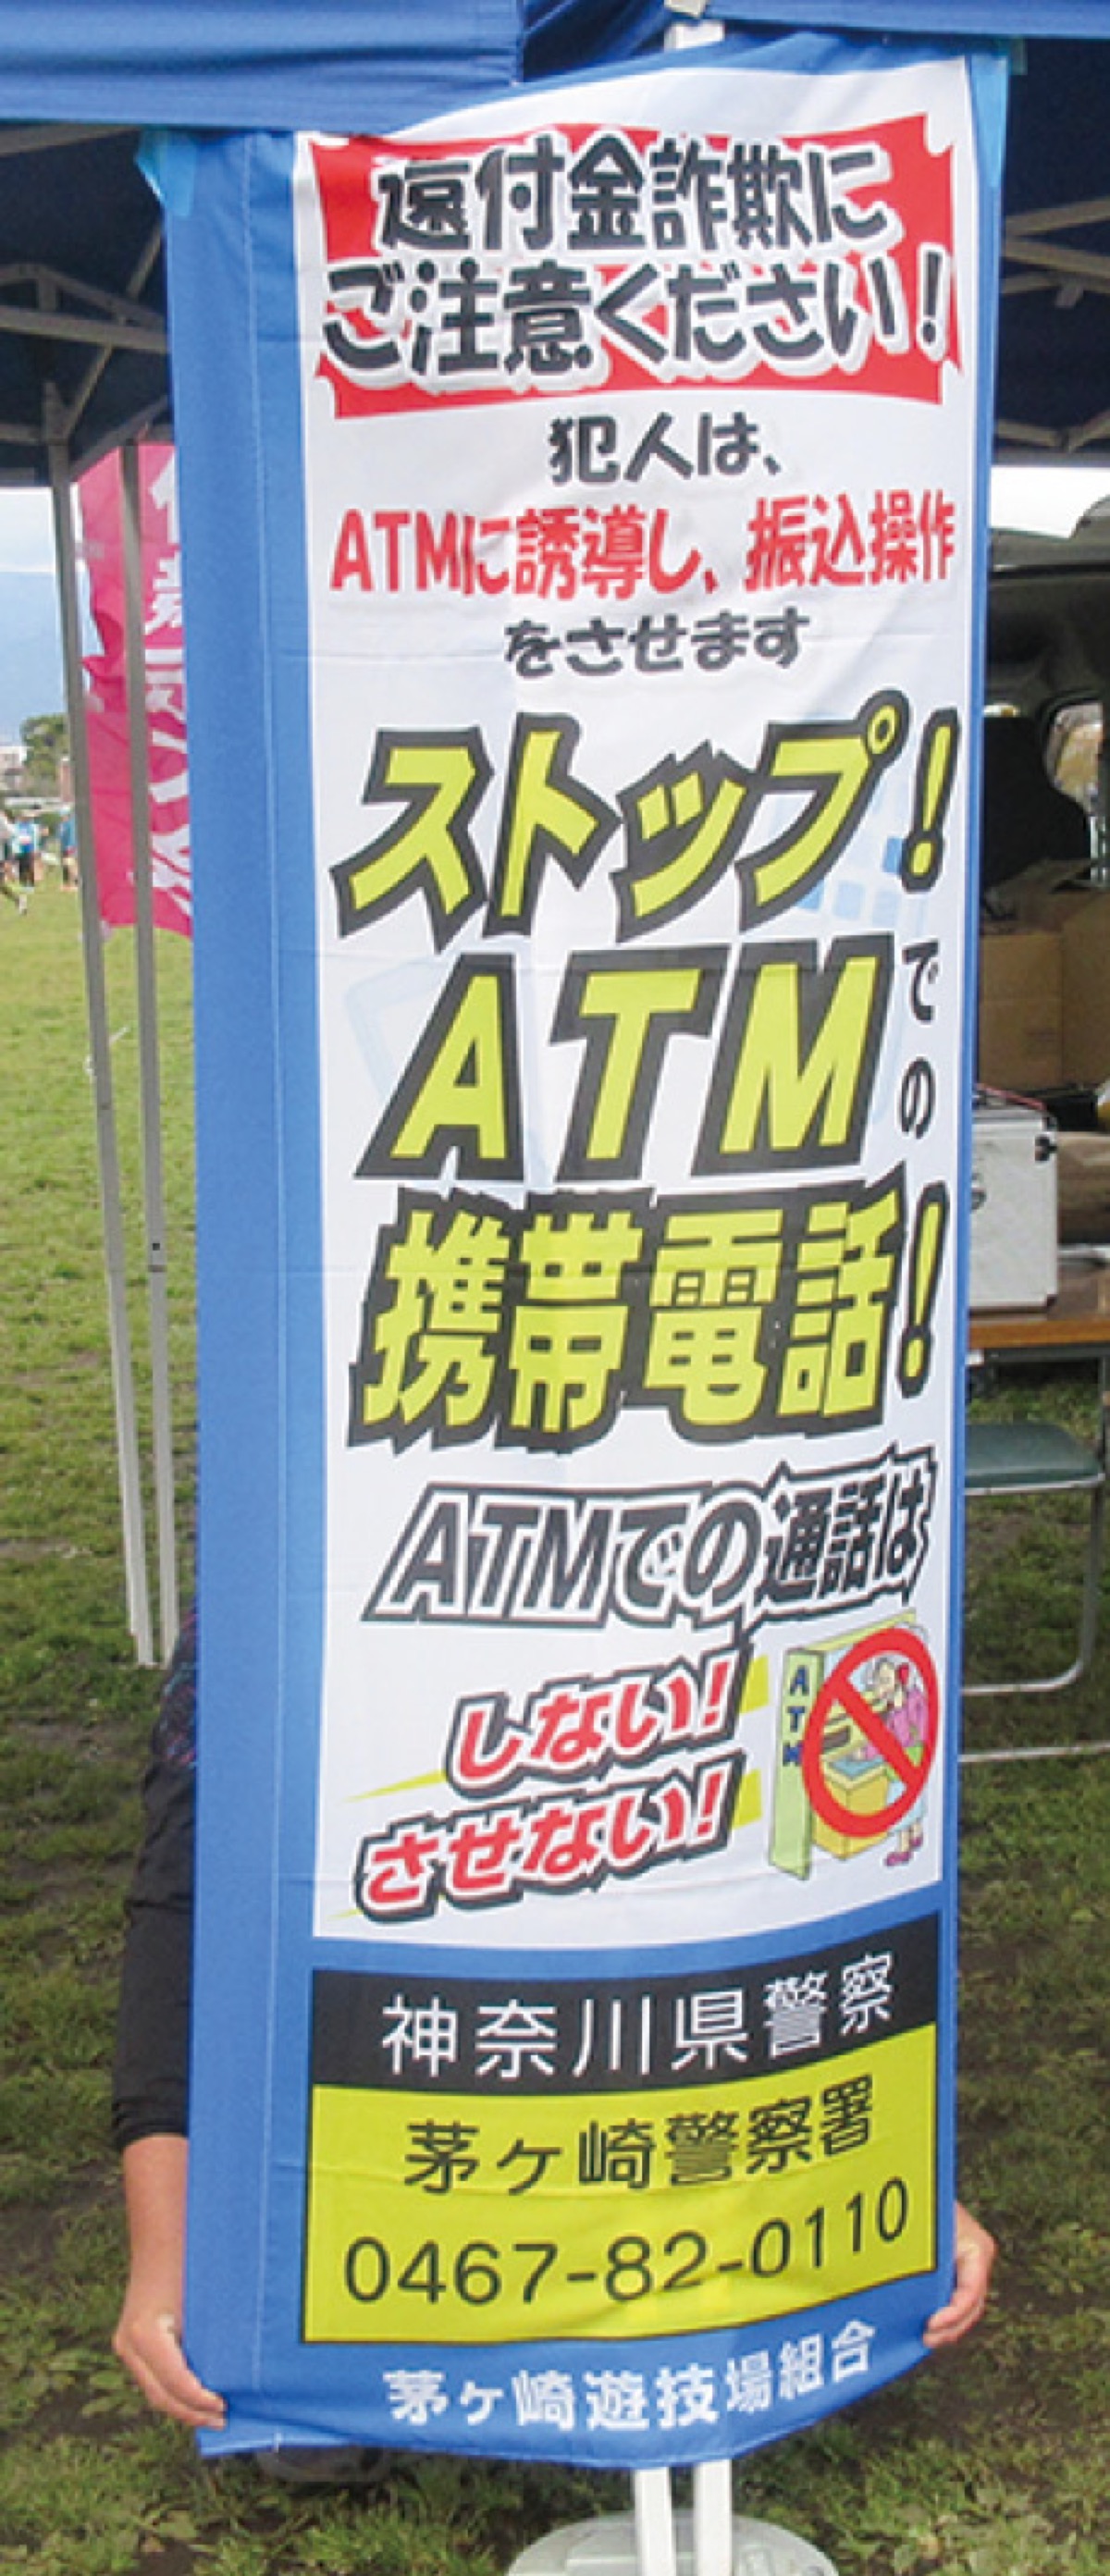 還付金詐欺に
ご注意ください!
犯人は、
ATMに誘導し、振込操作
をさせます
ストップ!
ATMでの
携帯電話!
ATMでの通話は
しない!
させない!
ATM
神奈川県警察
茅ヶ崎警察署
0467-82-0110
茅ヶ崎遊技場組合